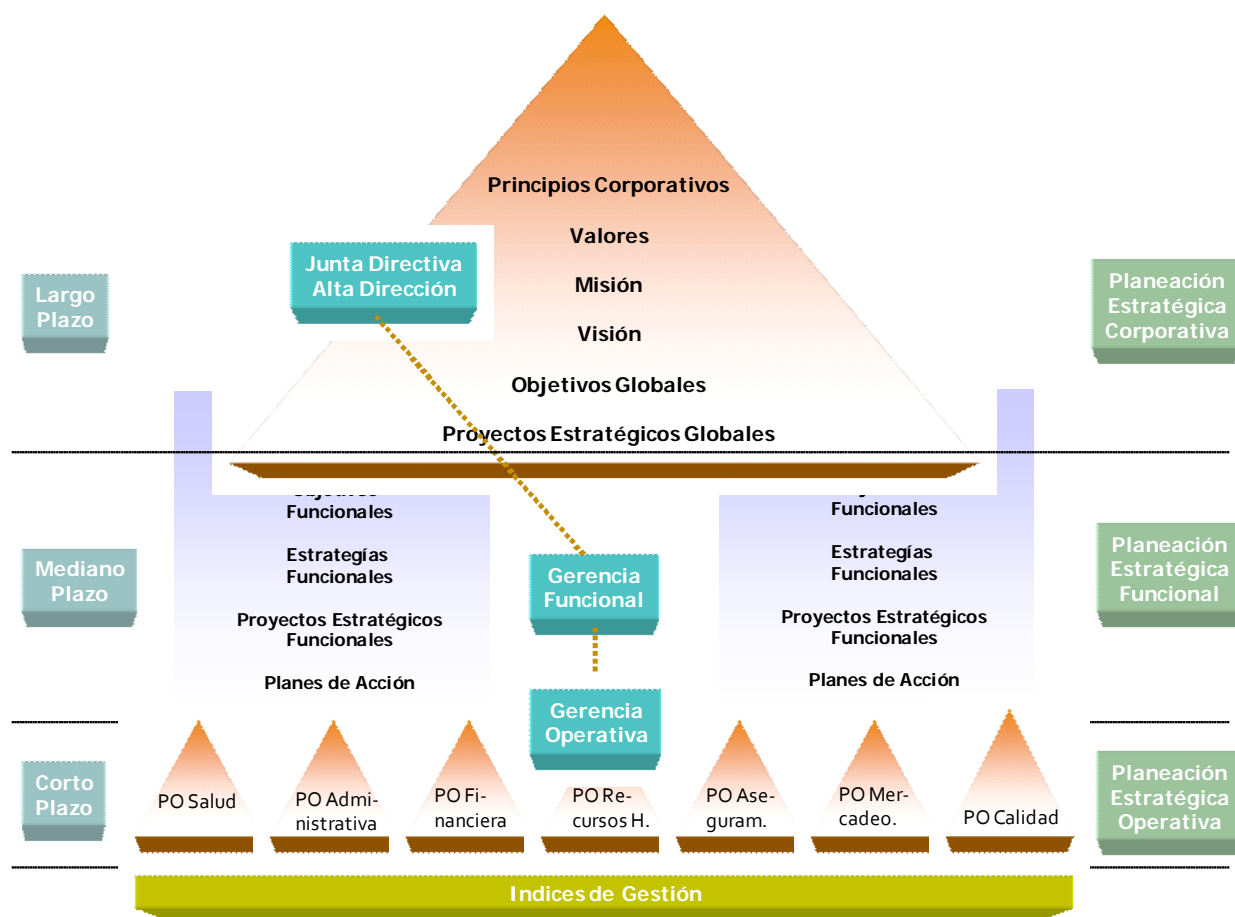 Principios Corporativos
Valores
Misión
Visión
Objetivos Globales
Proyectos Estratégicos Globales
Junta Directiva
Alta Dirección
Largo
Plazo
Planeación
Estratégica
Corporativa
Mediano
Plazo
Objetivos
Funcionales
Estrategías
Funcionales
Proyectos Estratégicos
Funcionales
Planes de Acción
Gerencia
Funcional
Gerencia
Operativa
Funcionales
Estrategías
Funcionales
Proyectos Estratégicos
Funcionales
Planes de Acción
Planeación
Estratégica
Funcional
Corto
Plazo
PO Salud
PO Admi-
nistrativa
PO Fi-
nanciera
PO Re-
cursos H.
PO Ase-
guram.
PO Mer-
cadeo.
PO Calidad
Planeación
Estratégica
Operativa
Indices de Gestión